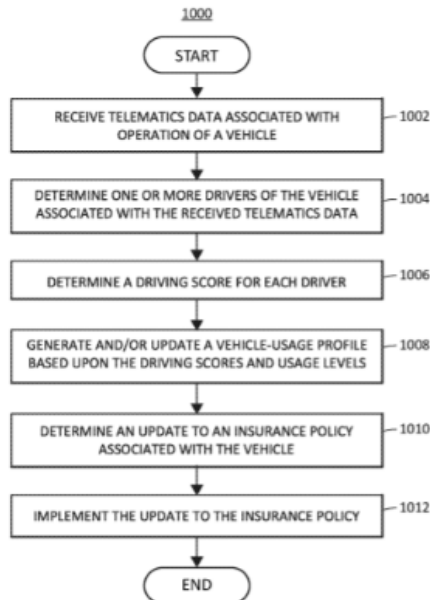 1000
START
RECEIVE TELEMATICS DATA ASSOCIATED WITH
OPERATION OF A VEHICLE
1002
DETERMINE ONE OR MORE DRIVERS OF THE VEHICLE
ASSOCIATED WITH THE RECEIVED TELEMATICS DATA
1004
DETERMINE A DRIVING SCORE FOR EACH DRIVER
1006
GENERATE AND/OR UPDATE A VEHICLE-USAGE PROFILE
BASED UPON THE DRIVING SCORES AND USAGE LEVELS
1008
DETERMINE AN UPDATE TO AN INSURANCE POLICY
ASSOCIATED WITH THE VEHICLE
1010
IMPLEMENT THE UPDATE TO THE INSURANCE POLICY
1012
END